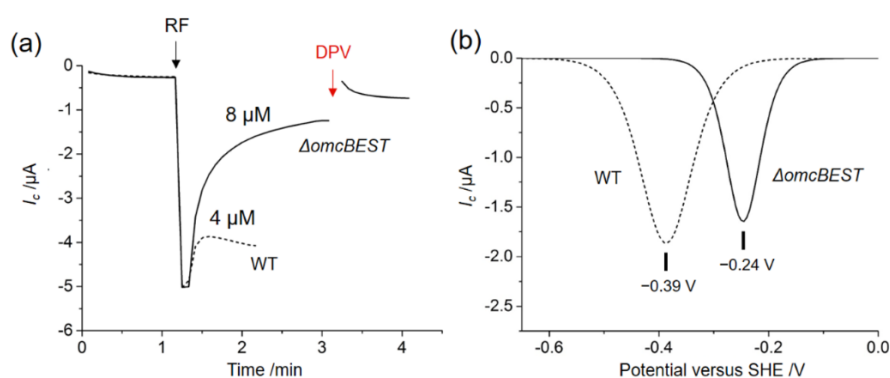 (a)
RF
DPV
8 μM
ΔomcBEST
4 μM
WT
0
-1
-2
-3
-4
-5
-6
I_c /μA
0
1
2
3
4
Time /min
(b)
0.0
-0.5
-1.0
-1.5
-2.0
-2.5
I_c /μA
WT
ΔomcBEST
−0.39 V
−0.24 V
-0.6
-0.4
-0.2
0.0
Potential versus SHE /V